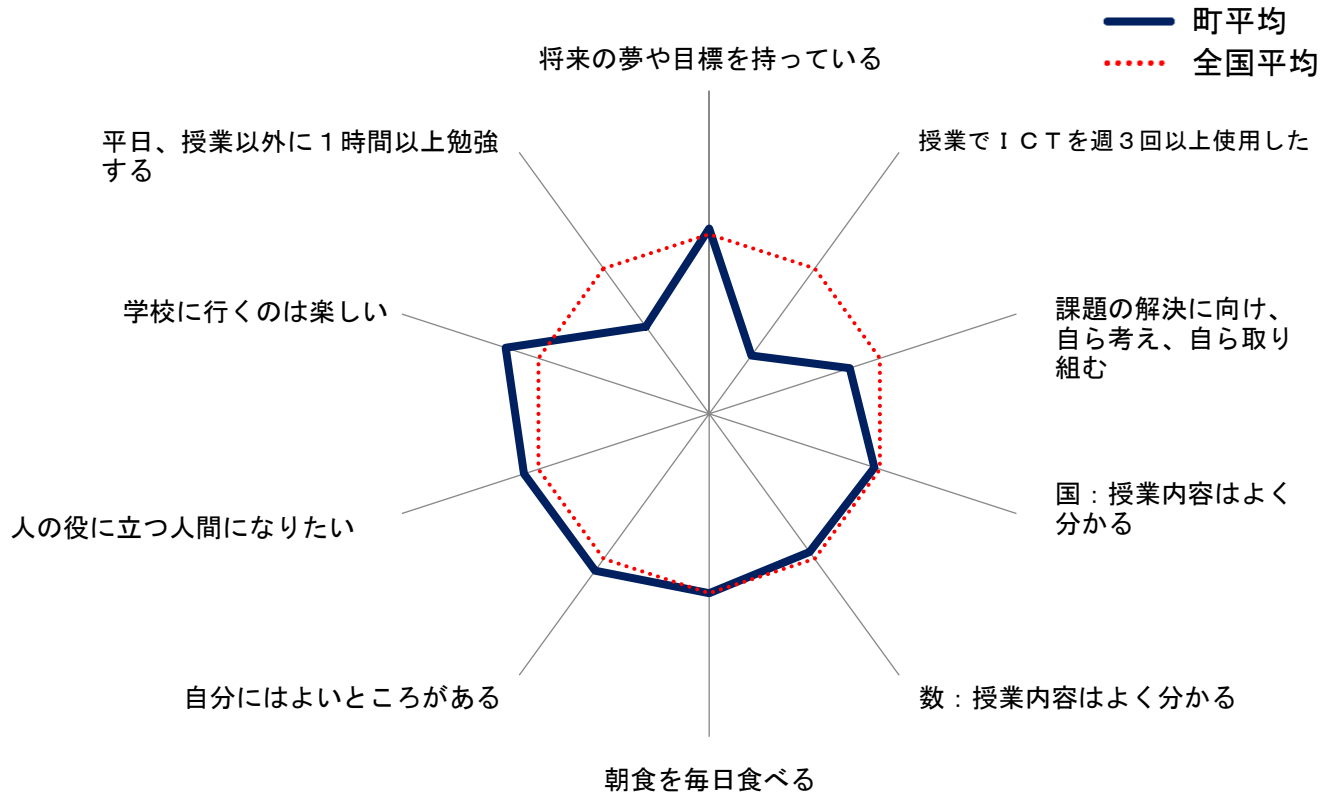 町平均
全国平均
将来の夢や目標を持っている
授業でＩＣＴを週３回以上使用した
課題の解決に向け、
自ら考え、自ら取り
組む
国：授業内容はよく
分かる
数：授業内容はよく分かる
朝食を毎日食べる
自分にはよいところがある
人の役に立つ人間になりたい
学校に行くのは楽しい
平日、授業以外に１時間以上勉強
する